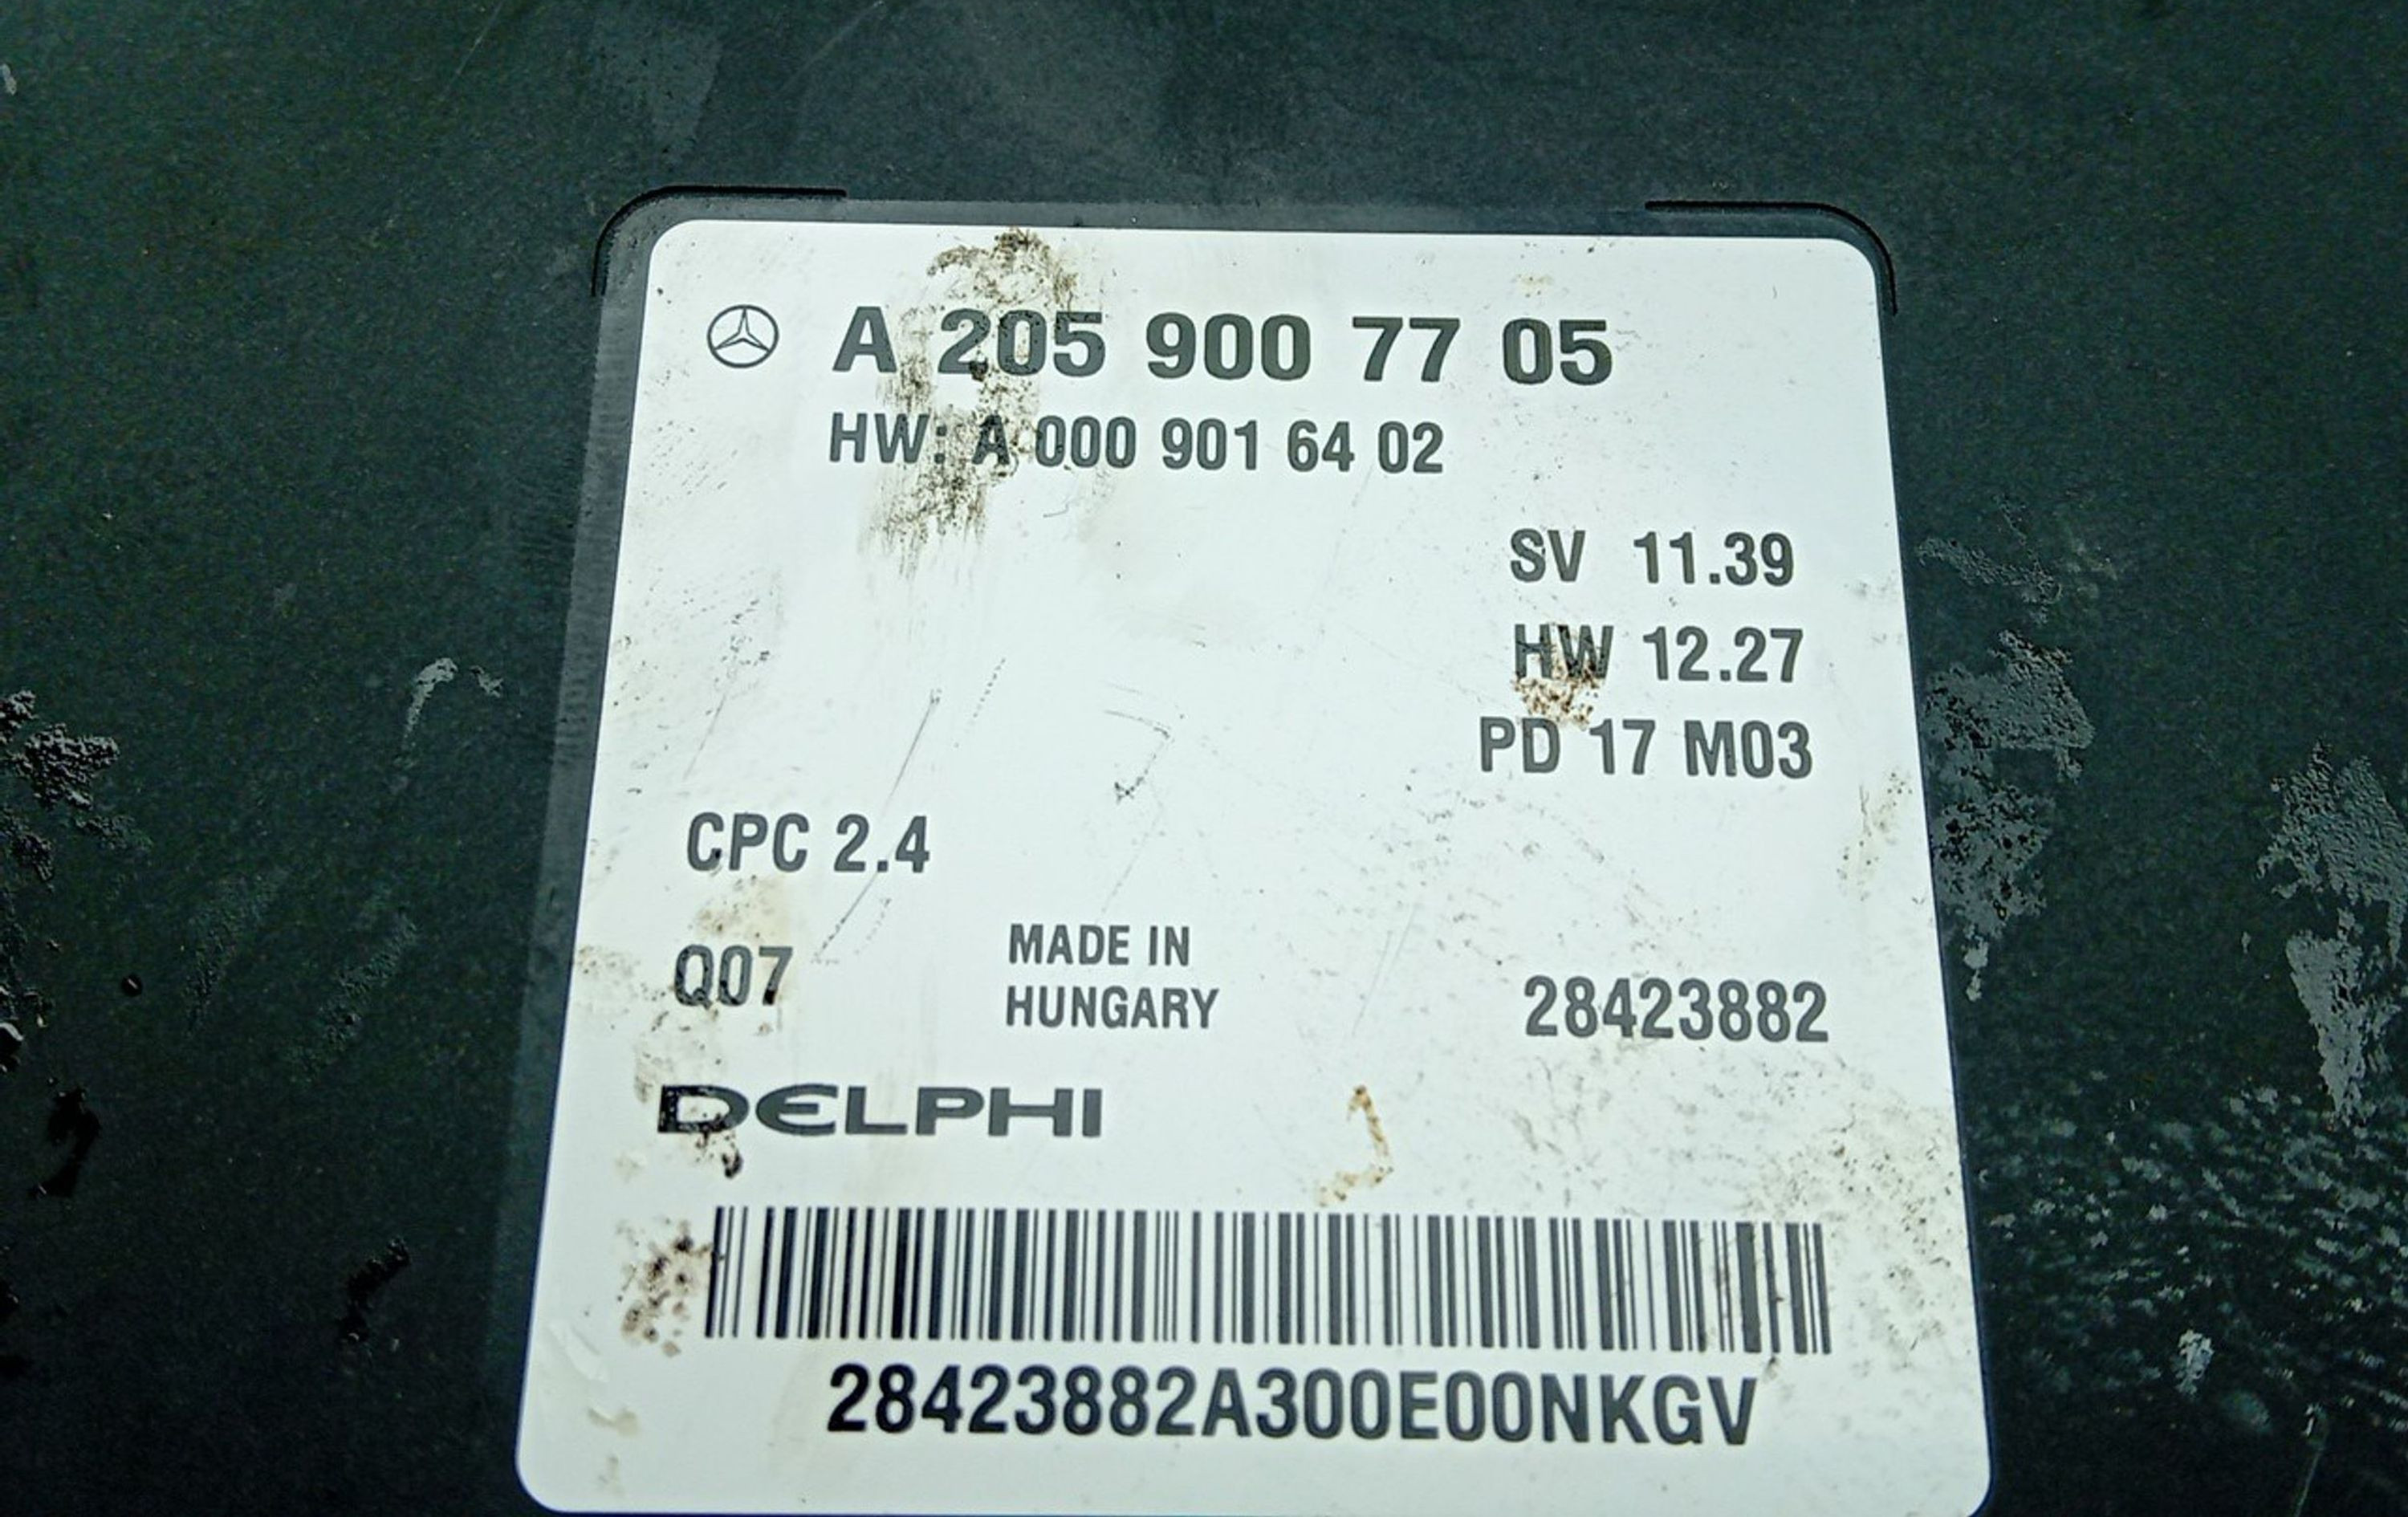 A 205 900 77 05
HW: A 000 901 64 02
SV 11.39
HW 12.27
PD 17 M03
CPC 2.4
Q07
MADE IN
HUNGARY
28423882
DELPHI
28423882A300E00NKGV